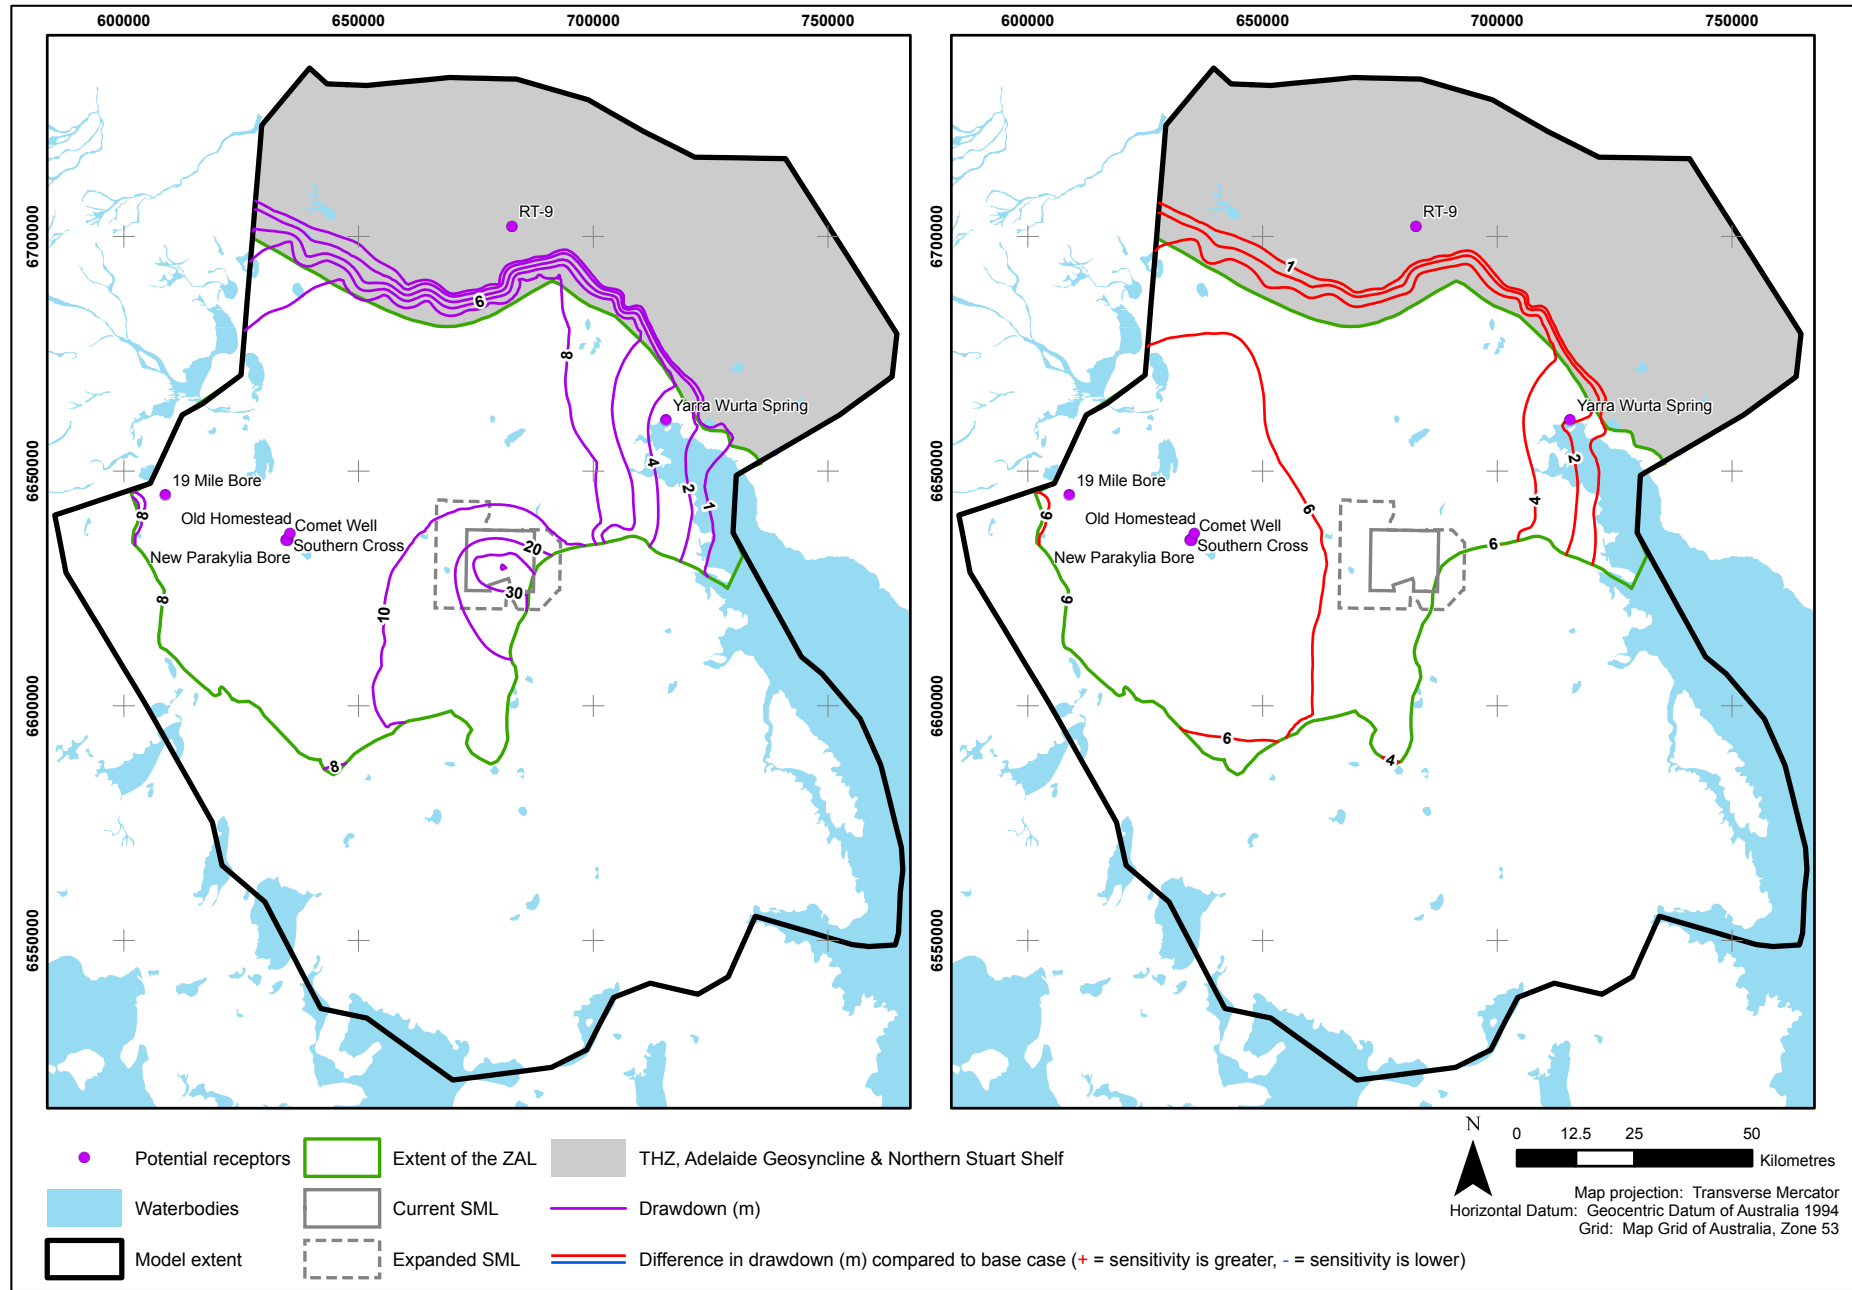 600000 650000 700000 750000
600000 650000 700000 750000
6700000
6650000
6600000
6550000
RT-9
6
8
Yarra Wurta Spring
4
2
1
19 Mile Bore
8
Old Homestead
Comet Well
Southern Cross
New Parakylia Bore
20
30
8
10
8
6700000
6650000
6600000
6550000
RT-9
1
Yarra Wurta Spring
2
4
6
19 Mile Bore
6
Old Homestead
Comet Well
Southern Cross
New Parakylia Bore
6
6
6
4
Potential receptors
Waterbodies
Model extent
Extent of the ZAL
Current SML
Expanded SML
THZ, Adelaide Geosyncline & Northern Stuart Shelf
Drawdown (m)
Difference in drawdown (m) compared to base case (+ = sensitivity is greater, - = sensitivity is lower)
N
0 12.5 25 50
Kilometres
Map projection: Transverse Mercator
Horizontal Datum: Geocentric Datum of Australia 1994
Grid: Map Grid of Australia, Zone 53